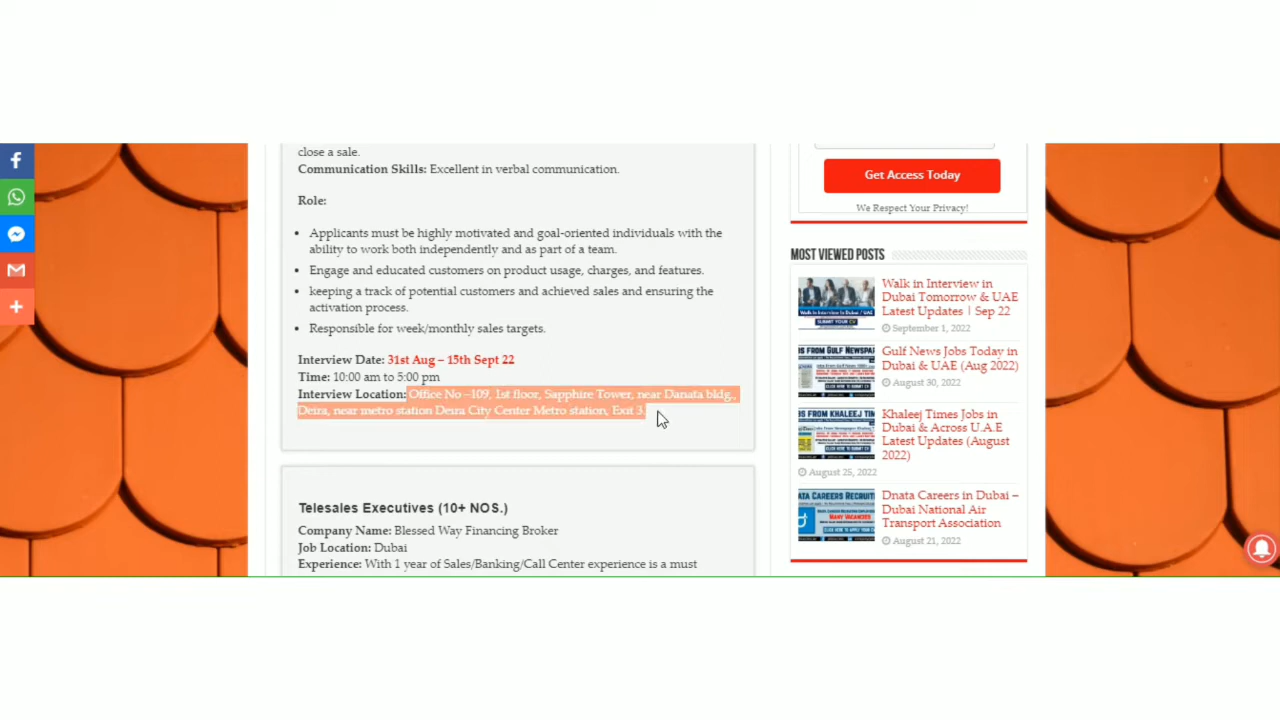 close a sale.
Communication Skills: Excellent in verbal communication.
Role:
Applicants must be highly motivated and goal-oriented individuals with the
ability to work both independently and as part of a team.
Engage and educated customers on product usage, charges, and features.
keeping a track of potential customers and achieved sales and ensuring the
activation process.
Responsible for week/monthly sales targets.
Interview Date: 31st Aug – 15th Sept 22
Time: 10:00 am to 5:00 pm
Interview Location: Office No –109, 1st floor, Sapphire Tower, near Danata bldg.,
Deira, near metro station Deira City Center Metro station, Exit 3.
Telesales Executives (10+ NOS.)
Company Name: Blessed Way Financing Broker
Job Location: Dubai
Experience: With 1 year of Sales/Banking/Call Center experience is a must
Get Access Today
We Respect Your Privacy!
MOST VIEWED POSTS
Walk in Interview in
Dubai Tomorrow & UAE
Latest Updates | Sep 22
September 1, 2022
Gulf News Jobs Today in
Dubai & UAE (Aug 2022)
August 30, 2022
Khaleej Times Jobs in
Dubai & Across U.A.E
Latest Updates (August
2022)
August 25, 2022
Dnata Careers in Dubai –
Dubai National Air
Transport Association
August 21, 2022